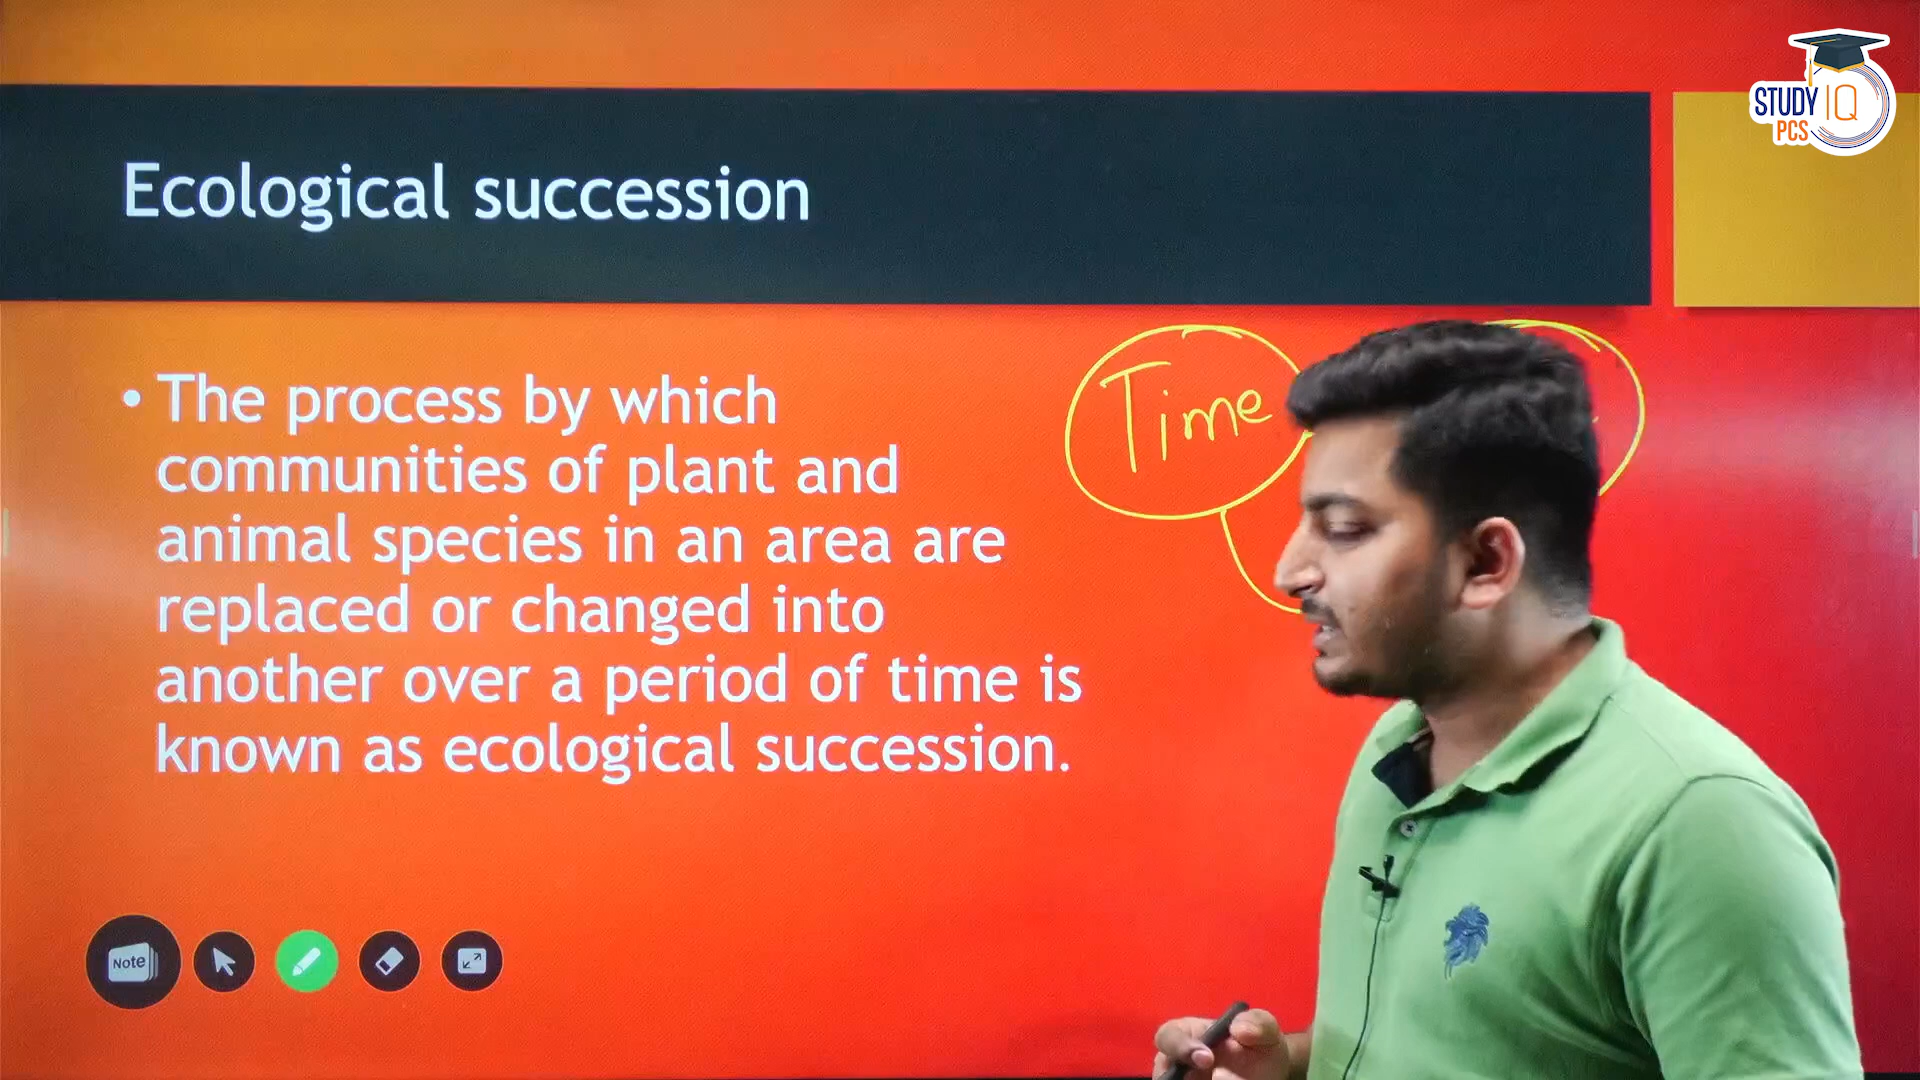 STUDY IQ
PCS
Ecological succession
• The process by which
communities of plant and
animal species in an area are
replaced or changed into
another over a period of time is
known as ecological succession.
Time
Note